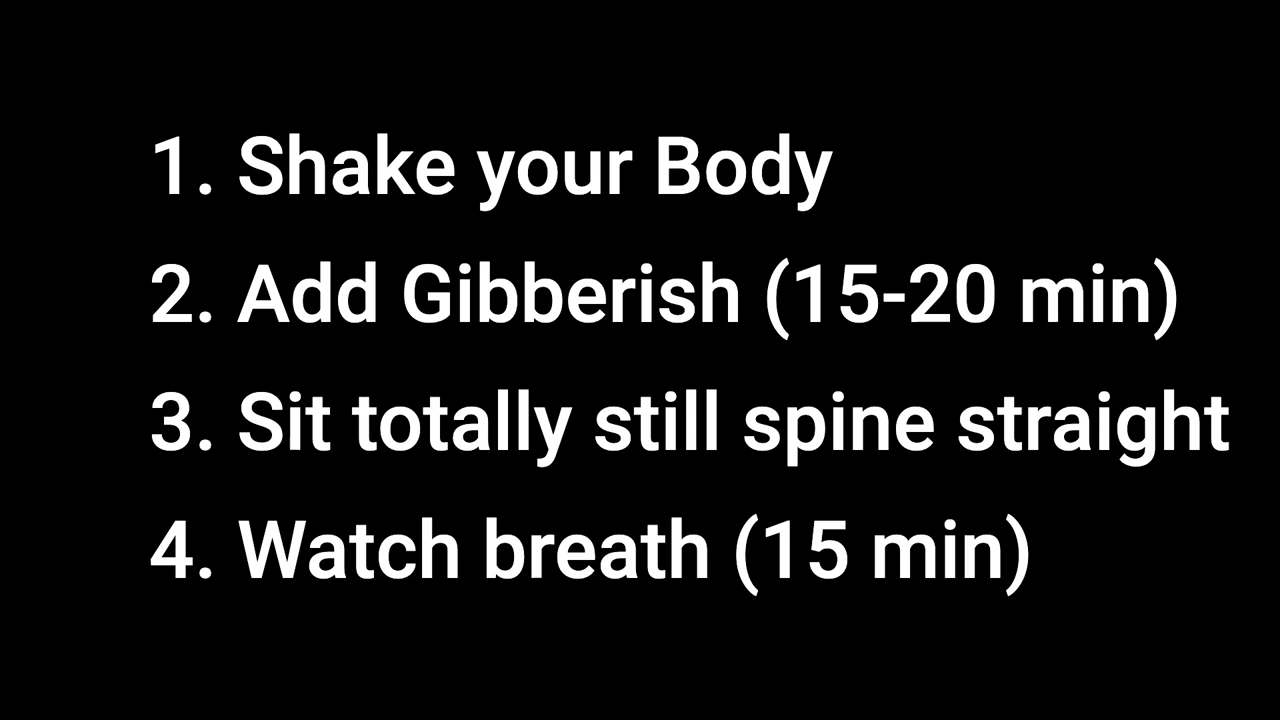 1. Shake your Body
2. Add Gibberish (15-20 min)
3. Sit totally still spine straight
4. Watch breath (15 min)